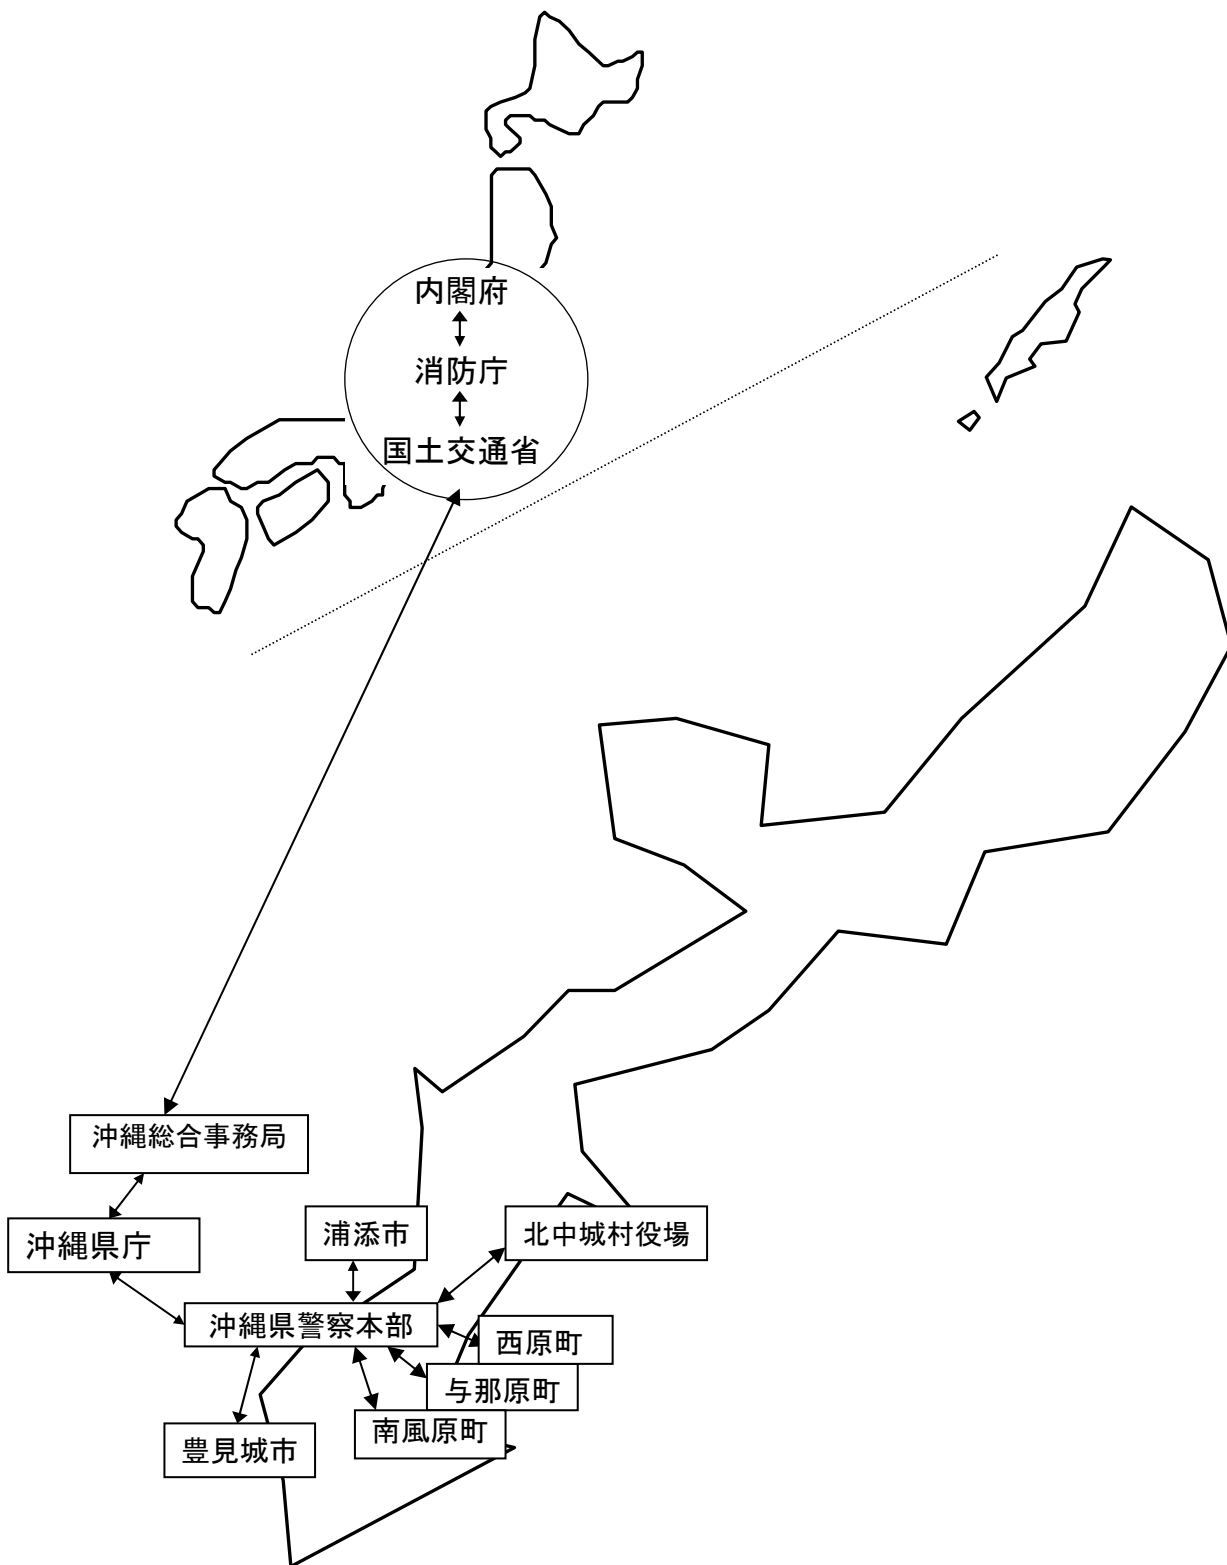 内閣府
消防庁
国土交通省
沖縄総合事務局
沖縄県庁
浦添市
北中城村役場
沖縄県警察本部
西原町
与那原町
南風原町
豊見城市